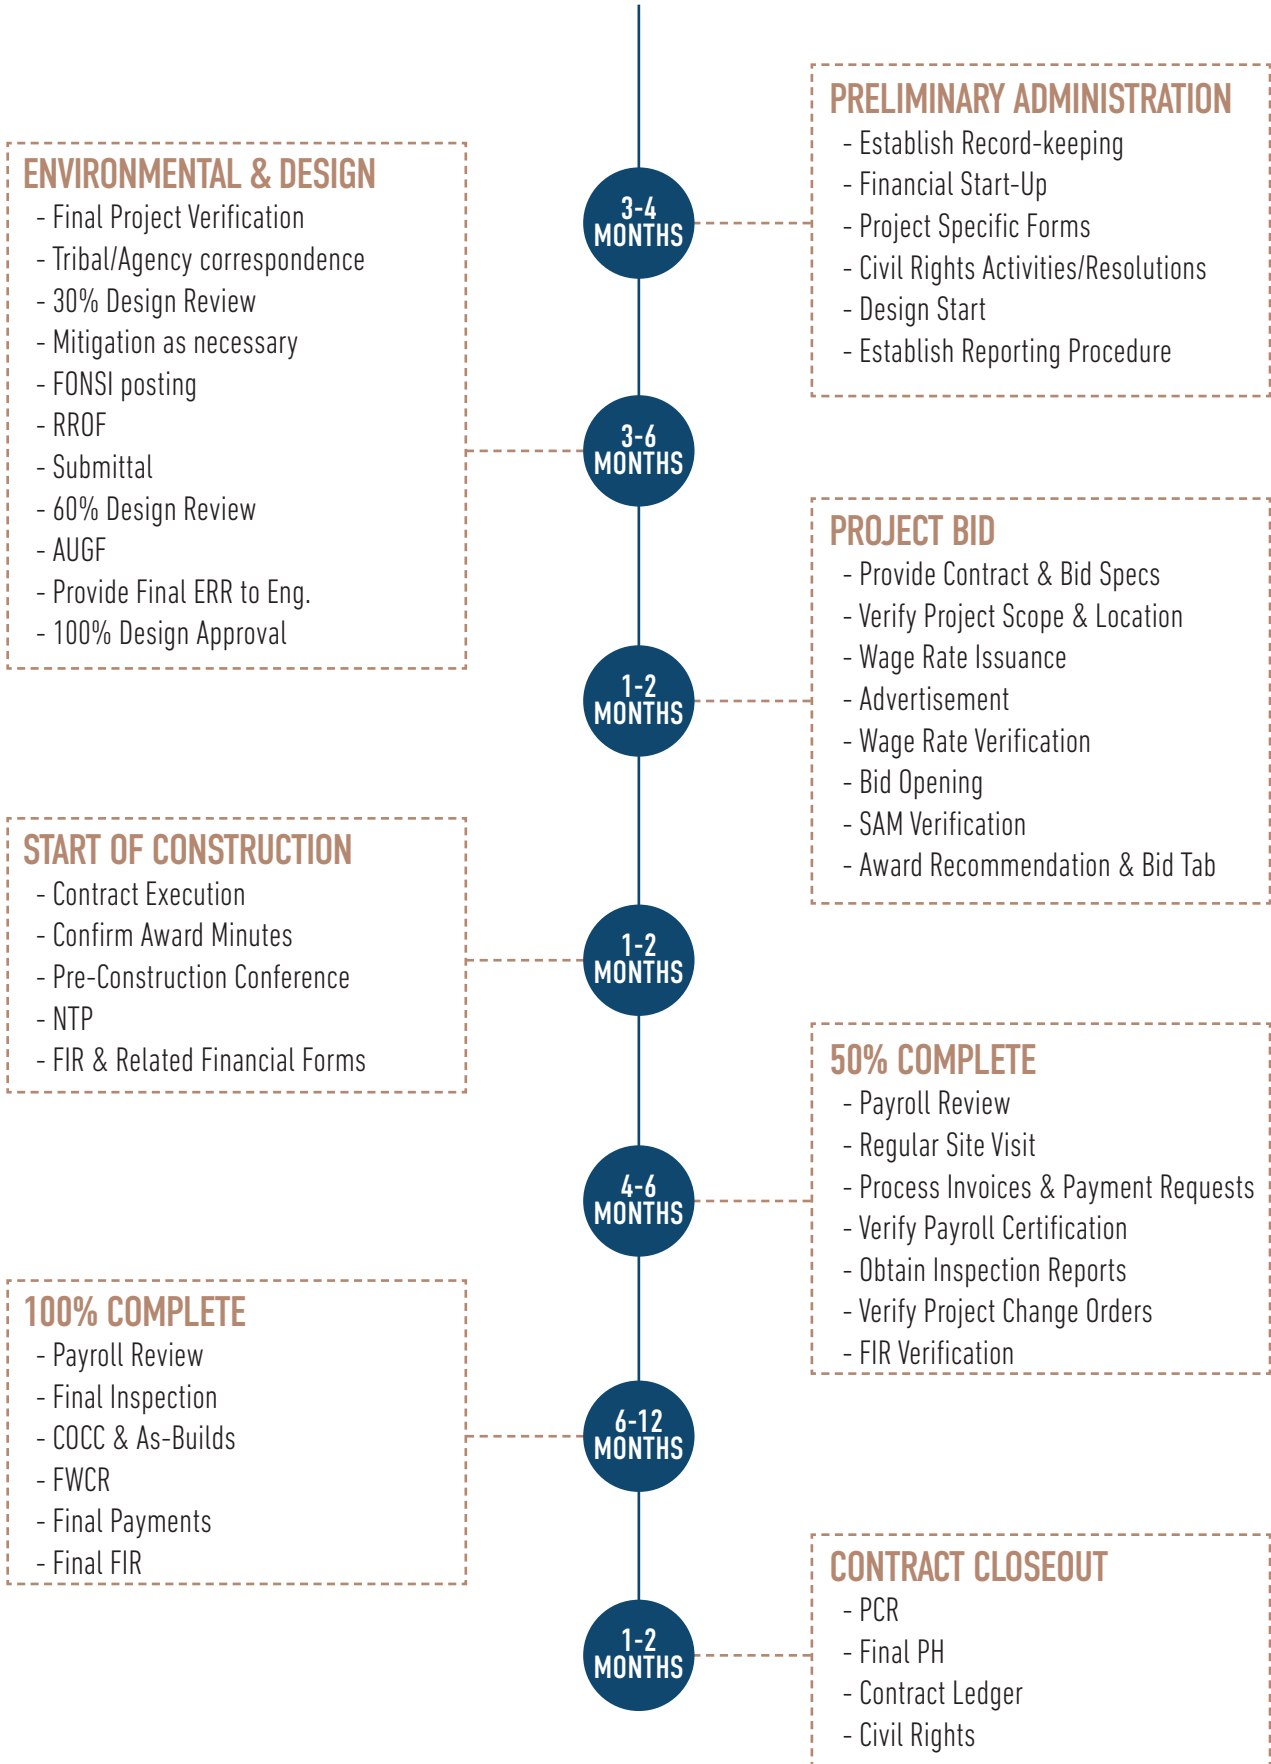 3-4
MONTHS
PRELIMINARY ADMINISTRATION
- Establish Record-keeping
- Financial Start-Up
- Project Specific Forms
- Civil Rights Activities/Resolutions
- Design Start
- Establish Reporting Procedure
ENVIRONMENTAL & DESIGN
- Final Project Verification
- Tribal/Agency correspondence
- 30% Design Review
- Mitigation as necessary
- FONSI posting
- RROF
- Submittal
- 60% Design Review
- AUGF
- Provide Final ERR to Eng.
- 100% Design Approval
3-6
MONTHS
1-2
MONTHS
PROJECT BID
- Provide Contract & Bid Specs
- Verify Project Scope & Location
- Wage Rate Issuance
- Advertisement
- Wage Rate Verification
- Bid Opening
- SAM Verification
- Award Recommendation & Bid Tab
START OF CONSTRUCTION
- Contract Execution
- Confirm Award Minutes
- Pre-Construction Conference
- NTP
- FIR & Related Financial Forms
1-2
MONTHS
4-6
MONTHS
50% COMPLETE
- Payroll Review
- Regular Site Visit
- Process Invoices & Payment Requests
- Verify Payroll Certification
- Obtain Inspection Reports
- Verify Project Change Orders
- FIR Verification
100% COMPLETE
- Payroll Review
- Final Inspection
- COCC & As-Builds
- FWCR
- Final Payments
- Final FIR
6-12
MONTHS
1-2
MONTHS
CONTRACT CLOSEOUT
- PCR
- Final PH
- Contract Ledger
- Civil Rights